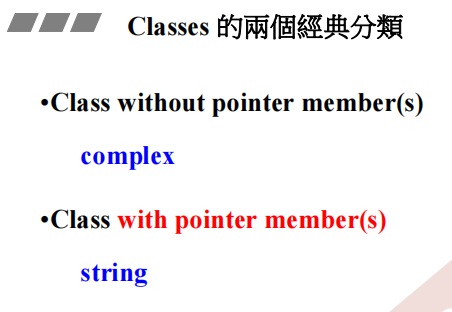 Classes 的兩個經典分類
•Class without pointer member(s)
complex
•Class with pointer member(s)
string